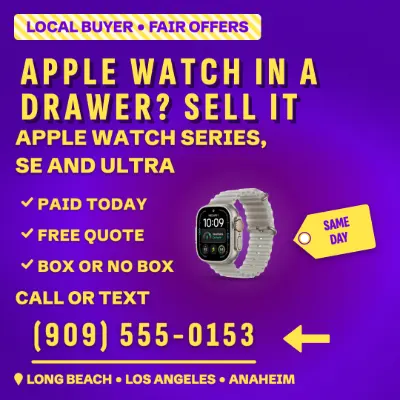 LOCAL BUYER • FAIR OFFERS
APPLE WATCH IN A
DRAWER? SELL IT
APPLE WATCH SERIES,
SE AND ULTRA
PAID TODAY
FREE QUOTE
BOX OR NO BOX
SAME
DAY
CALL OR TEXT
(909) 555-0153
LONG BEACH • LOS ANGELES • ANAHEIM